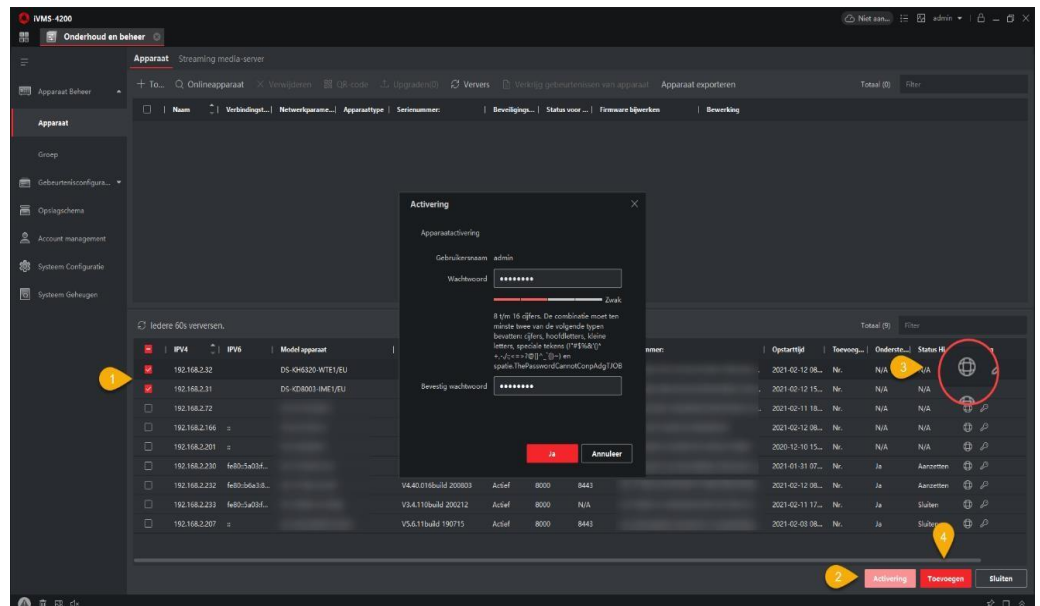 iVMS-4200
Niet aan... admin
Onderhoud en beheer
Apparaat Streaming media-server
+ To... Onlineapparaat Verwijderen QR-code Upgraden(0) Ververs Verkrijg gebeurtenissen van apparaat Apparaat exporteren Totaal (0) Filter
Apparaat Beheer
Naam Verbindingst... Netwerkparame... Apparaattype Serienummer: Beveiligings... Status voor ... Firmware bijwerken Bewerking
Apparaat
Groep
Gebeurtenisconfigura...
Opslagschema
Account management
Systeem Configuratie
Systeem Geheugen
Activering
Apparaatactivering
Gebruikersnaam admin
Wachtwoord
Zwak
8 t/m 16 cijfers. De combinatie moet ten
minste twee van de volgende typen
bevatten: cijfers, hoofdletters, kleine
letters, speciale tekens (!"#$%&'()*
+,-./:;<=>?@[]^_`{|}~) en
spatie.ThePasswordCannotConpAdgTJOB
Bevestig wachtwoord
Ja Annuleer
Iedere 60s verversen. Totaal (9) Filter
IPV4 IPV6 Model apparaat nmer: Opstarttijd Toevoeg... Onderste... Status Hi
1 192.168.2.32 DS-KH6320-WTE1/EU 2021-02-12 08... Nr. N/A N/A 3
192.168.2.31 DS-KD8003-IME1/EU 2021-02-12 15... Nr. N/A N/A
192.168.2.72 2021-02-11 18... Nr. N/A N/A
192.168.2.166 :: 2021-02-12 08... Nr. N/A N/A
192.168.2.201 :: 2020-12-10 15... Nr. N/A N/A
192.168.2.230 fe80::5a03:f... 2021-01-31 07... Nr. Ja Aanzetten
192.168.2.232 fe80::b6a3:8... V4.40.016build 200803 Actief 8000 8443 2021-02-12 08... Nr. Ja Aanzetten
192.168.2.233 fe80::5a03:f... V3.4.110build 200212 Actief 8000 N/A 2021-02-11 17... Nr. Ja Sluiten
192.168.2.207 :: V5.6.11build 190715 Actief 8000 8443 2021-02-03 08... Nr. Ja Sluiten
4
2 Activering Toevoegen Sluiten